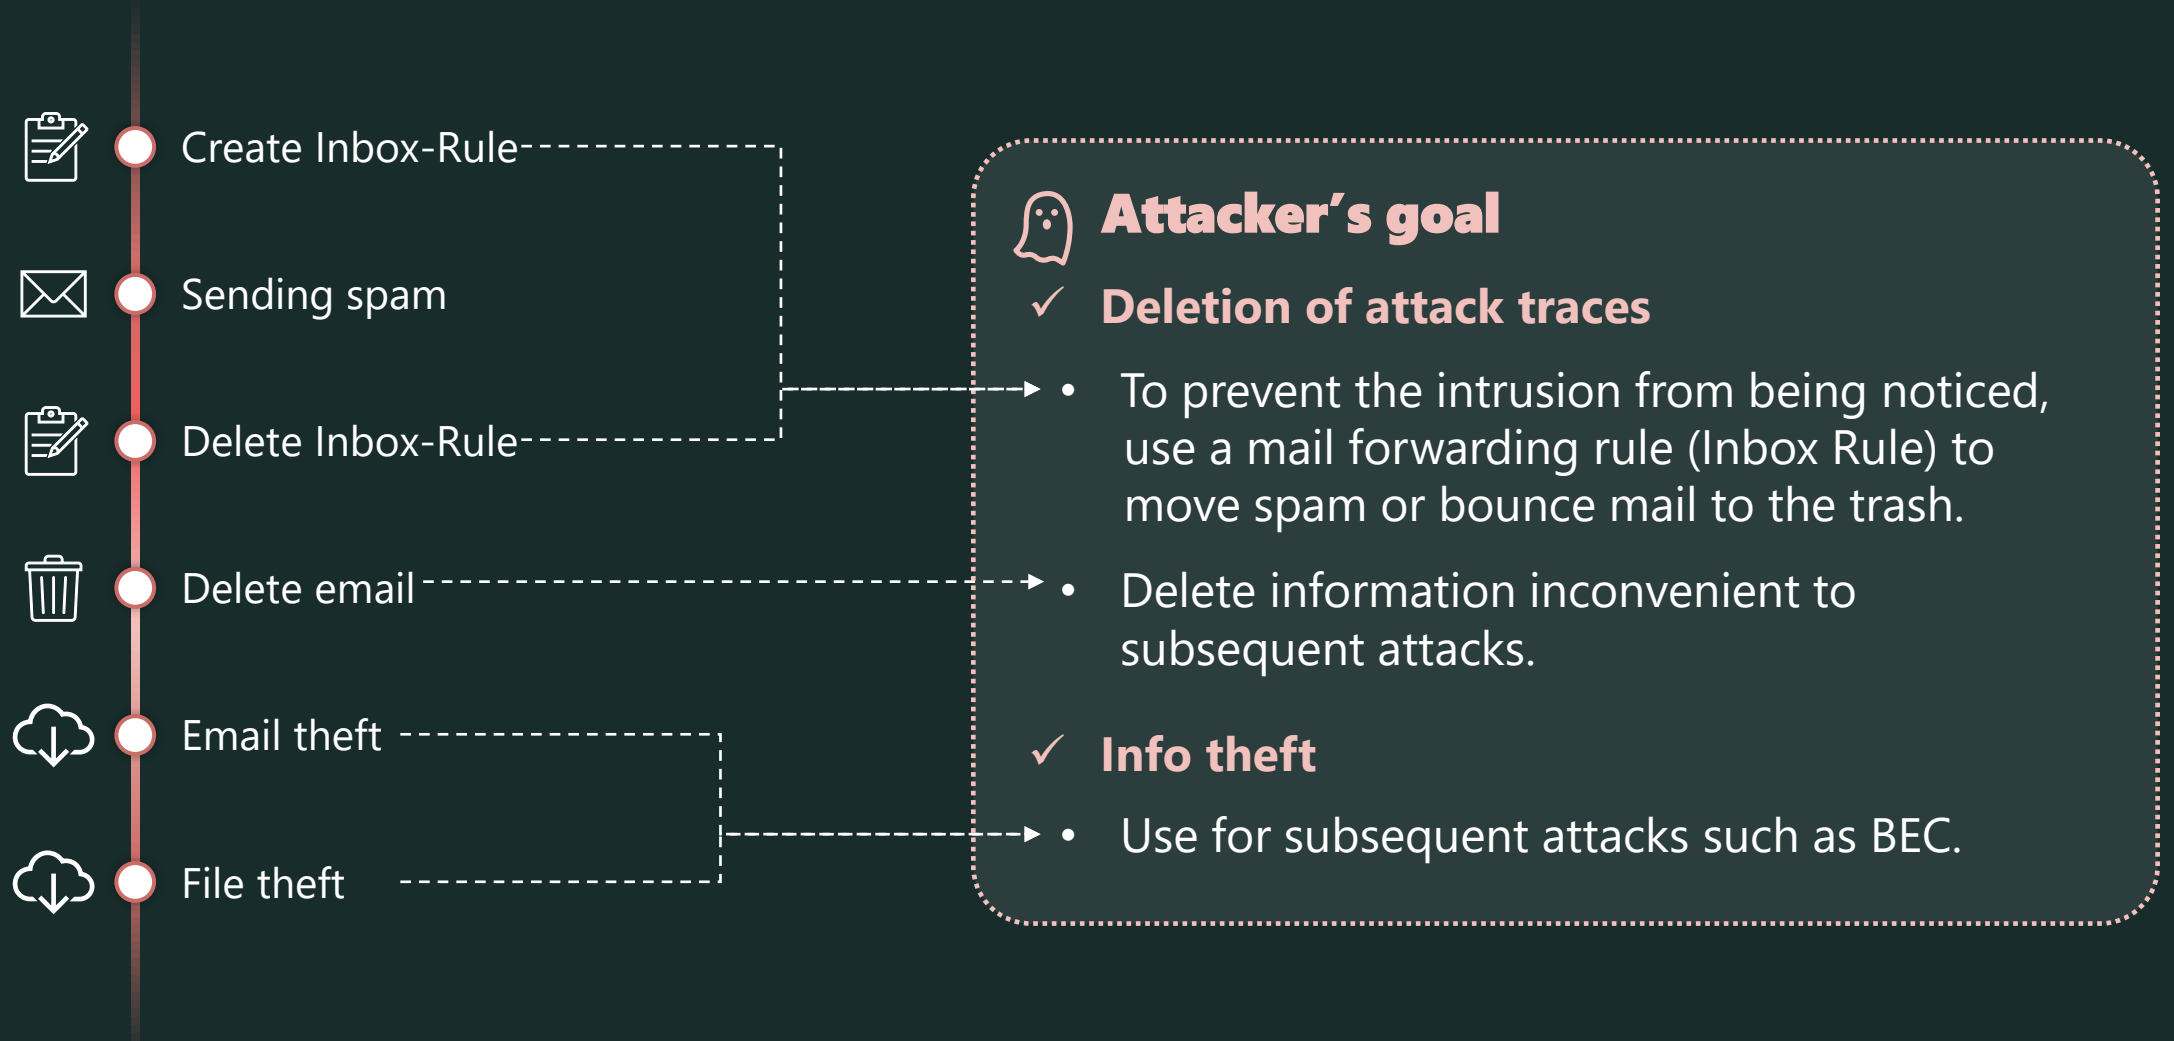 Create Inbox-Rule
Sending spam
Delete Inbox-Rule
Delete email
Email theft
File theft
Attacker's goal
✓ Deletion of attack traces
• To prevent the intrusion from being noticed,
use a mail forwarding rule (Inbox Rule) to
move spam or bounce mail to the trash.
• Delete information inconvenient to
subsequent attacks.
✓ Info theft
• Use for subsequent attacks such as BEC.